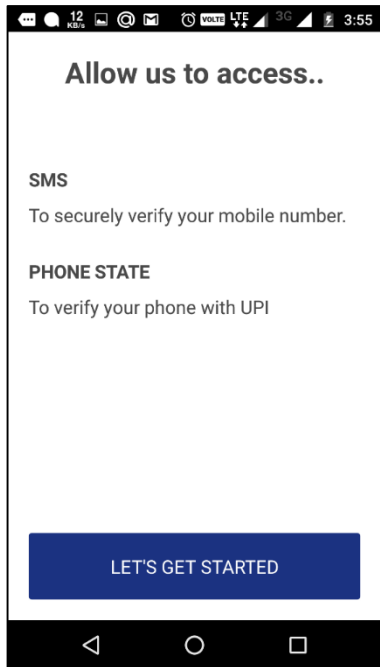 12
KB/s
VOLTE
LTE
3G
3:55
Allow us to access..
SMS
To securely verify your mobile number.
PHONE STATE
To verify your phone with UPI
LET'S GET STARTED